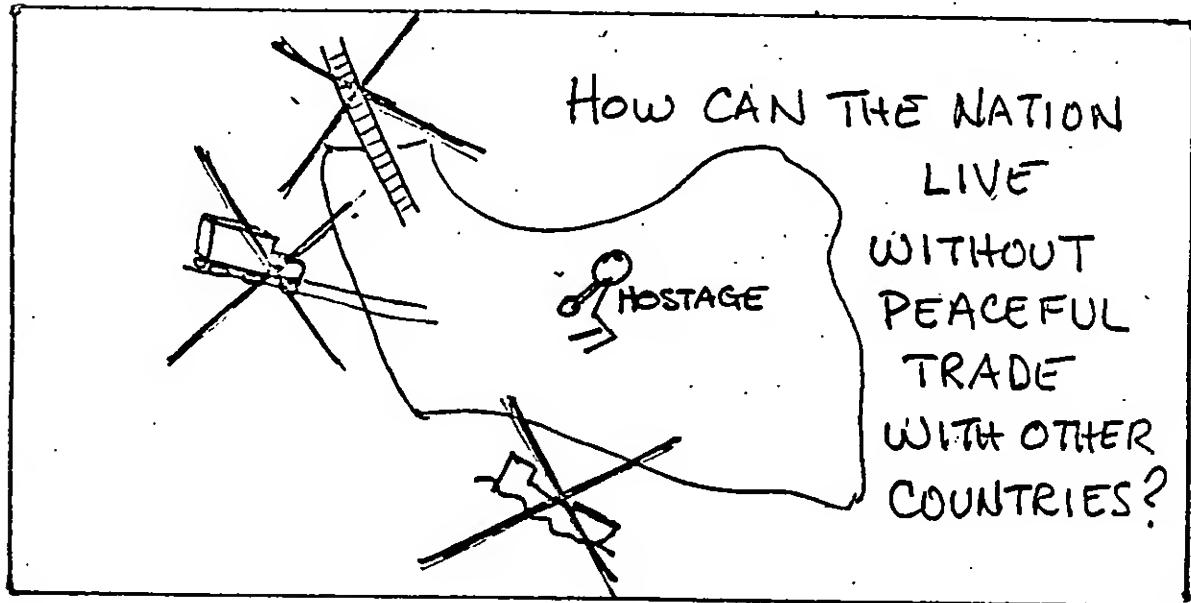 HOW CAN THE NATION
LIVE
WITHOUT
HOSTAGE
PEACEFUL
TRADE
WITH OTHER
COUNTRIES?